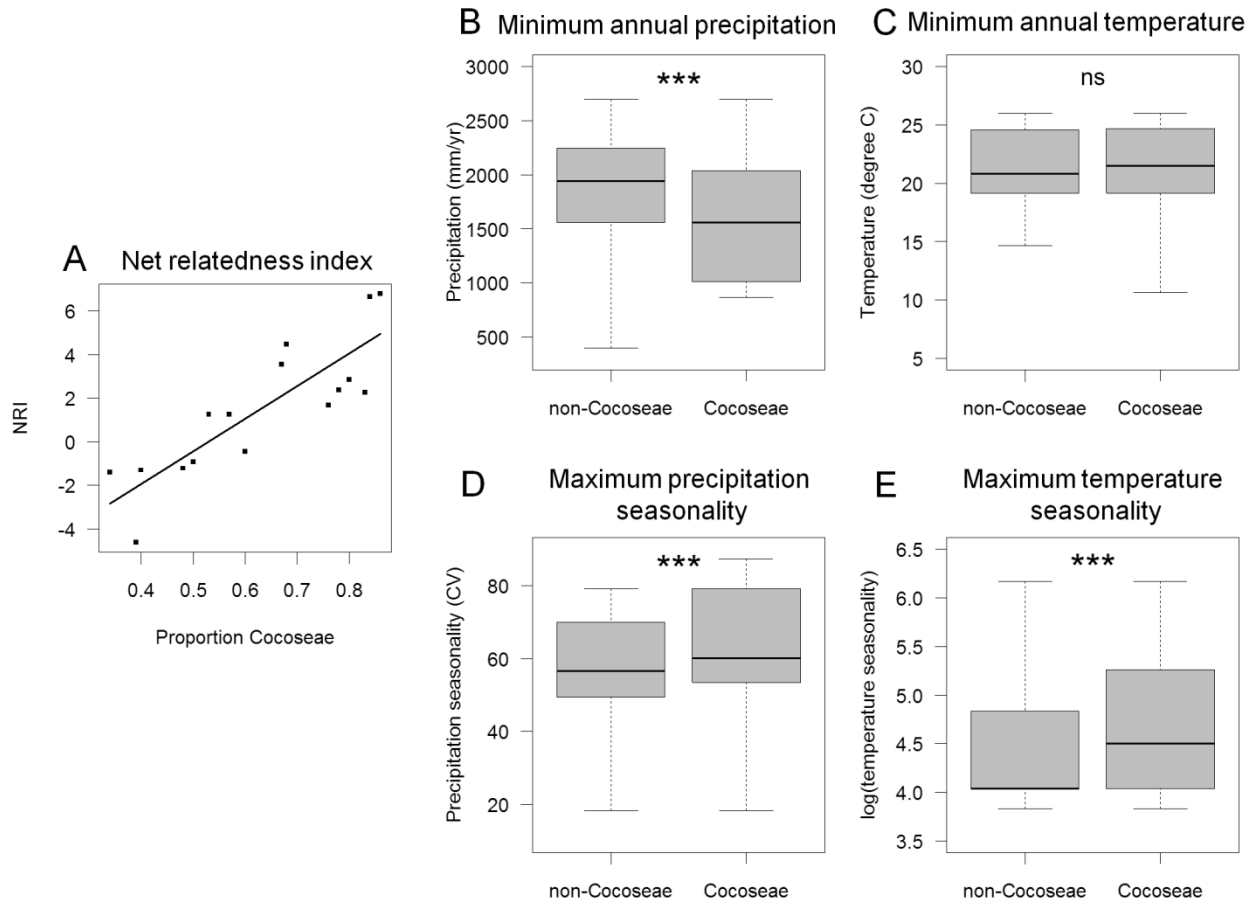 A Net relatedness index
NRI
6
4
2
0
-2
-4
0.4 0.5 0.6 0.7 0.8
Proportion Cocoseae
B Minimum annual precipitation
Precipitation (mm/yr)
3000
2500
2000
1500
1000
500
***
non-Cocoseae Cocoseae
C Minimum annual temperature
Temperature (degree C)
30
25
20
15
10
5
ns
non-Cocoseae Cocoseae
D Maximum precipitation
seasonality
Precipitation seasonality (CV)
80
60
40
20
***
non-Cocoseae Cocoseae
E Maximum temperature
seasonality
log(temperature seasonality)
6.5
6.0
5.5
5.0
4.5
4.0
3.5
***
non-Cocoseae Cocoseae